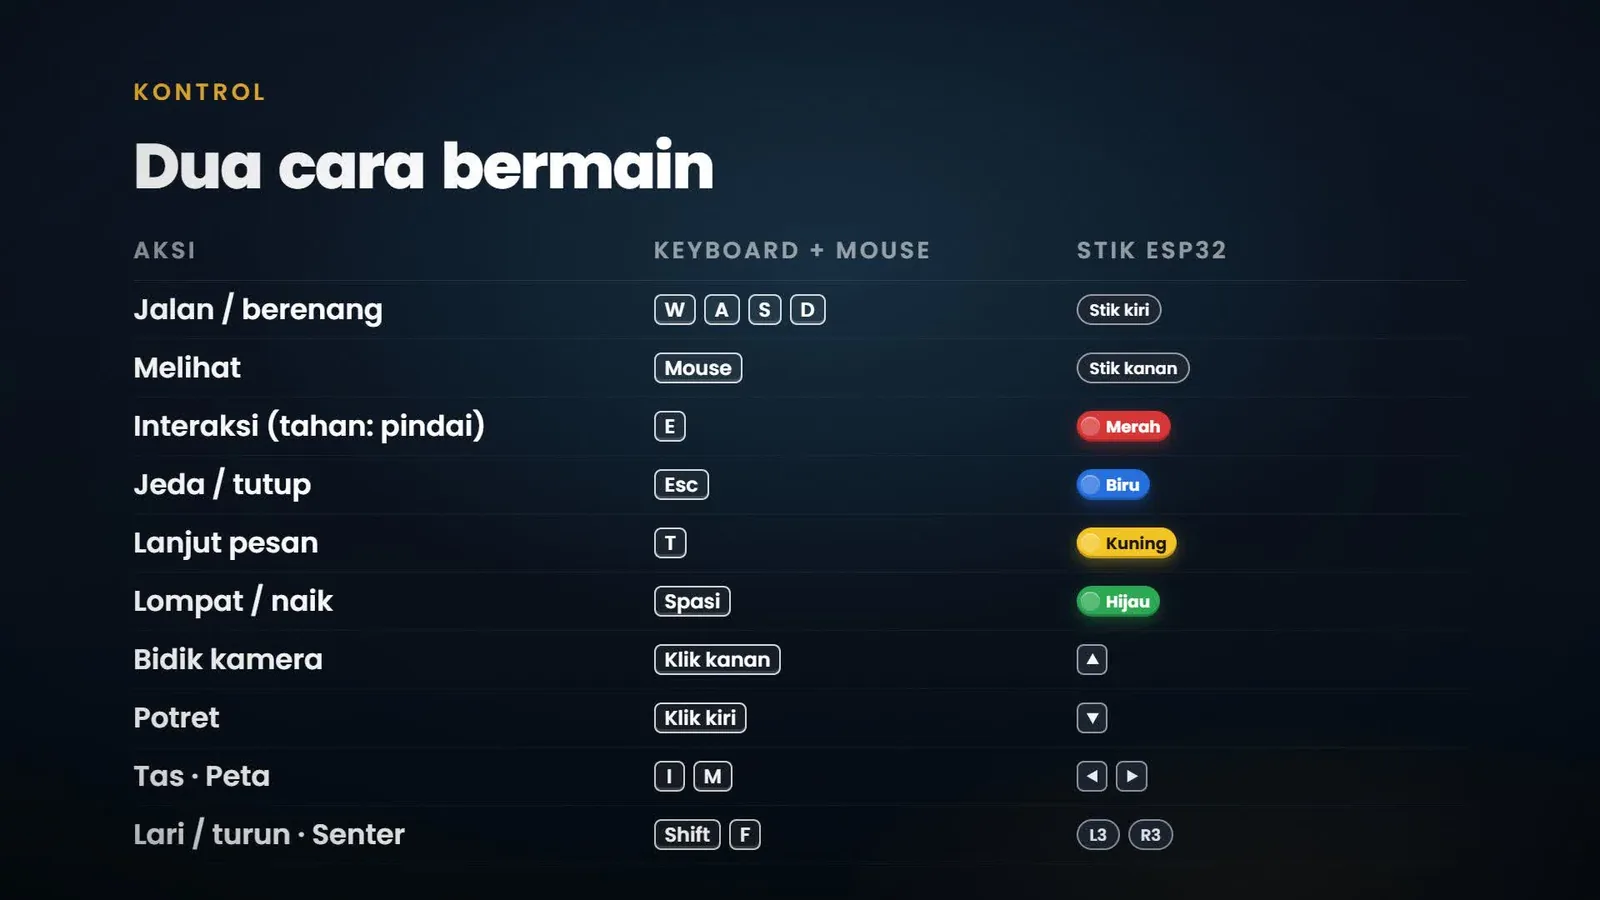 KONTROL
Dua cara bermain
AKSI KEYBOARD + MOUSE STIK ESP32
Jalan / berenang W A S D Stik kiri
Melihat Mouse Stik kanan
Interaksi (tahan: pindai) E Merah
Jeda / tutup Esc Biru
Lanjut pesan T Kuning
Lompat / naik Spasi Hijau
Bidik kamera Klik kanan ▲
Potret Klik kiri ▼
Tas · Peta I M ◀ ▶
Lari / turun · Senter Shift F L3 R3